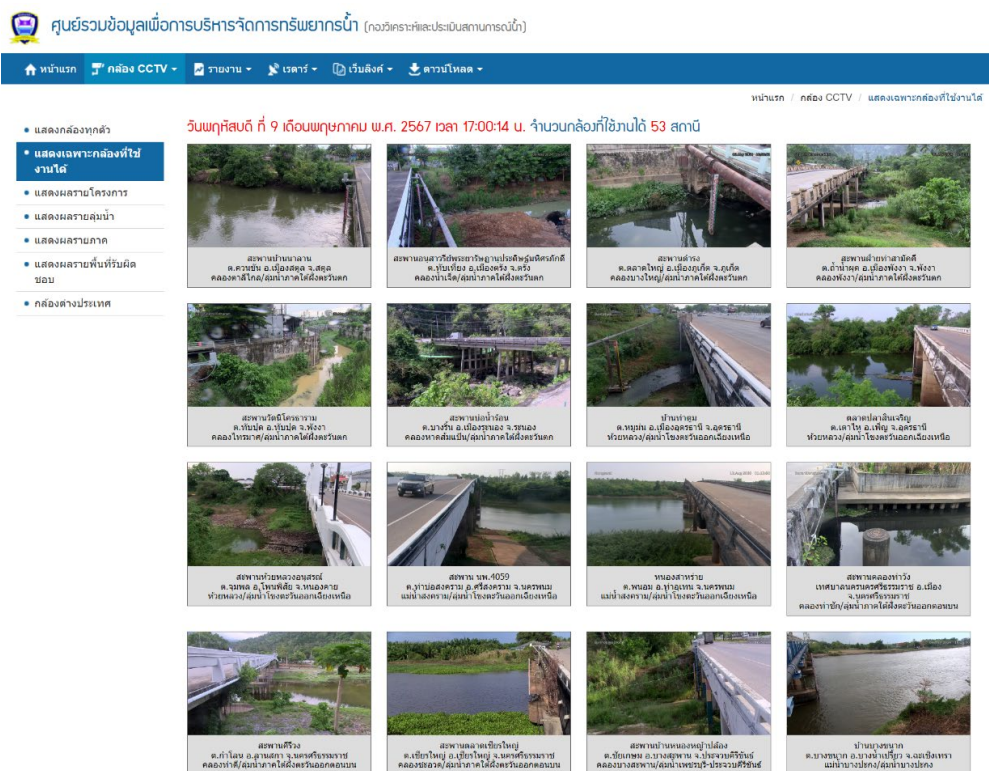 ศูนย์รวมข้อมูลเพื่อการบริหารจัดการทรัพยากรน้ำ (กองวิเคราะห์และประเมินสถานการณ์น้ำ)
หน้าแรก กล้อง CCTV รายงาน เรดาร์ เว็บลิงค์ ดาวน์โหลด
หน้าแรก / กล้อง CCTV / แสดงเฉพาะกล้องที่ใช้งานได้
แสดงกล้องทุกตัว
แสดงเฉพาะกล้องที่ใช้
งานได้
แสดงผลรายโครงการ
แสดงผลรายลุ่มน้ำ
แสดงผลรายภาค
แสดงผลรายพื้นที่รับผิด
ชอบ
กล้องต่างประเทศ
วันพฤหัสบดี ที่ 9 เดือนพฤษภาคม พ.ศ. 2567 เวลา 17:00:14 น. จำนวนกล้องที่ใช้งานได้ 53 สถานี
สะพานบ้านนาลาน
ต.ควนขัน อ.เมืองสตูล จ.สตูล
คลองดาลีโกล/ลุ่มน้ำภาคใต้ฝั่งตะวันตก
สะพานอนุสาวรีย์พระยารัษฎานุประดิษฐ์มหิศรภักดี
ต.ทับเที่ยง อ.เมืองตรัง จ.ตรัง
คลองน้ำเจ็ด/ลุ่มน้ำภาคใต้ฝั่งตะวันตก
สะพานดำรง
ต.ตลาดใหญ่ อ.เมืองภูเก็ต จ.ภูเก็ต
คลองบางใหญ่/ลุ่มน้ำภาคใต้ฝั่งตะวันตก
สะพานฝ่ายท่าสามัคคี
ต.ถ้ำน้ำผุด อ.เมืองพังงา จ.พังงา
คลองพังงา/ลุ่มน้ำภาคใต้ฝั่งตะวันตก
สะพานวัดนิโครธาราม
ต.ทับปุด อ.ทับปุด จ.พังงา
คลองไทรมาศ/ลุ่มน้ำภาคใต้ฝั่งตะวันตก
สะพานบ่อน้ำร้อน
ต.บางริ้น อ.เมืองระนอง จ.ระนอง
คลองหาดส้มแป้น/ลุ่มน้ำภาคใต้ฝั่งตะวันตก
บ้านท่าตูม
ต.หมูม่น อ.เมืองอุดรธานี จ.อุดรธานี
ห้วยหลวง/ลุ่มน้ำโขงตะวันออกเฉียงเหนือ
ตลาดปลาสินเจริญ
ต.เตาไห อ.เพ็ญ จ.อุดรธานี
ห้วยหลวง/ลุ่มน้ำโขงตะวันออกเฉียงเหนือ
สะพานห้วยหลวงอนุสรณ์
ต.จุมพล อ.โพนพิสัย จ.หนองคาย
ห้วยหลวง/ลุ่มน้ำโขงตะวันออกเฉียงเหนือ
สะพาน นพ.4059
ต.ท่าบ่อสงคราม อ.ศรีสงคราม จ.นครพนม
แม่น้ำสงคราม/ลุ่มน้ำโขงตะวันออกเฉียงเหนือ
หนองสาหร่าย
ต.พนอม อ.ท่าอุเทน จ.นครพนม
แม่น้ำสงคราม/ลุ่มน้ำโขงตะวันออกเฉียงเหนือ
สะพานคลองท่าวัง
เทศบาลนครนครศรีธรรมราช อ.เมือง
จ.นครศรีธรรมราช
คลองท่าซัก/ลุ่มน้ำภาคใต้ฝั่งตะวันออกตอนบน
สะพานคีรีวง
ต.กำโลน อ.ลานสกา จ.นครศรีธรรมราช
คลองท่าดี/ลุ่มน้ำภาคใต้ฝั่งตะวันออกตอนบน
สะพานตลาดเชียรใหญ่
ต.เชียรใหญ่ อ.เชียรใหญ่ จ.นครศรีธรรมราช
คลองชะอวด/ลุ่มน้ำภาคใต้ฝั่งตะวันออกตอนบน
สะพานบ้านหนองหญ้าปล้อง
ต.ชัยเกษม อ.บางสะพาน จ.ประจวบคีรีขันธ์
คลองบางสะพาน/ลุ่มน้ำเพชรบุรี-ประจวบคีรีขันธ์
บ้านบางขนาก
ต.บางขนาก อ.บางน้ำเปรี้ยว จ.ฉะเชิงเทรา
แม่น้ำบางปะกง/ลุ่มน้ำบางปะกง